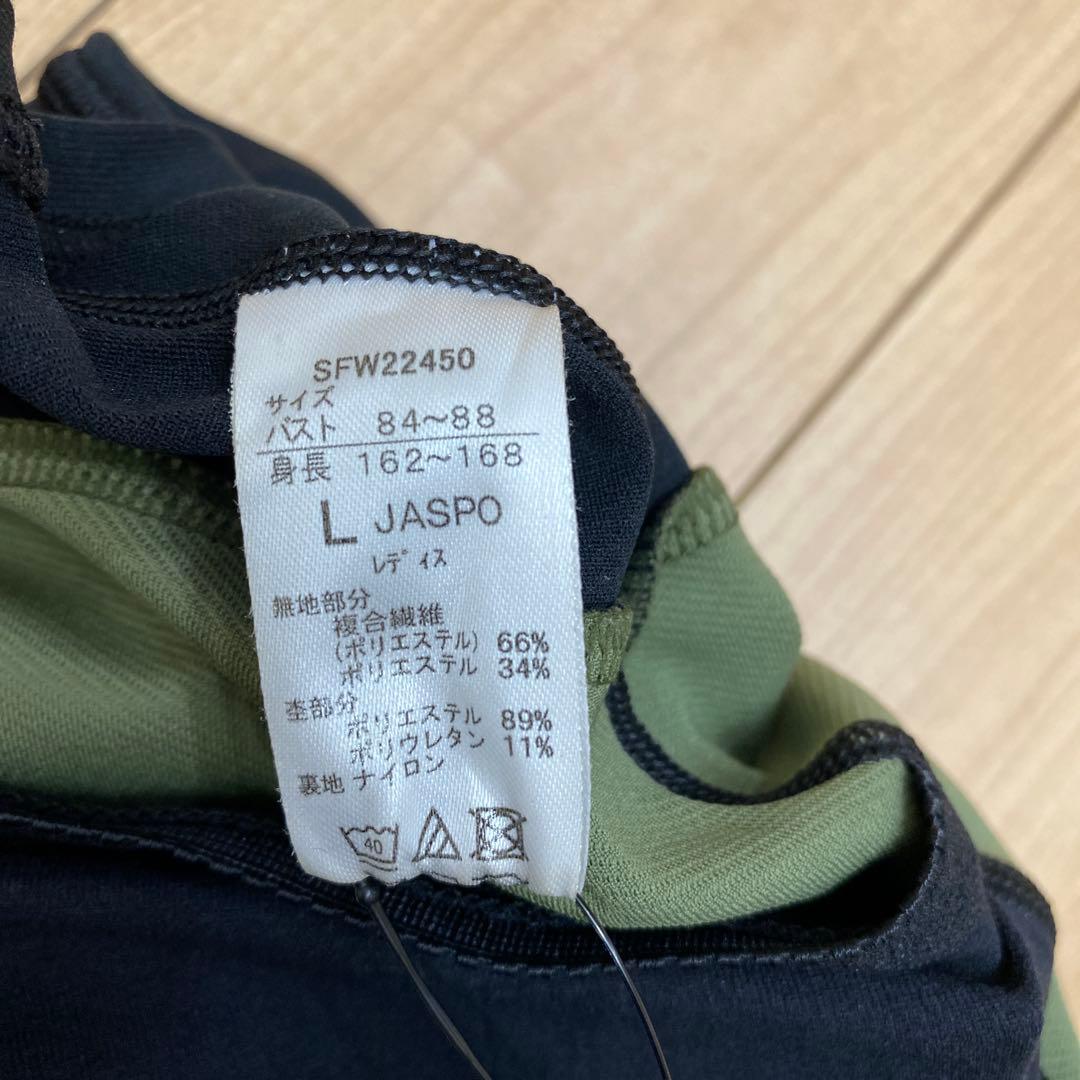 SFW22450
サイズ
バスト 84～88
身長 162～168
L JASPO
ﾚﾃﾞｨｽ
無地部分
複合繊維
(ポリエステル) 66%
ポリエステル 34%
杢部分
ポリエステル 89%
ポリウレタン 11%
裏地 ナイロン
40